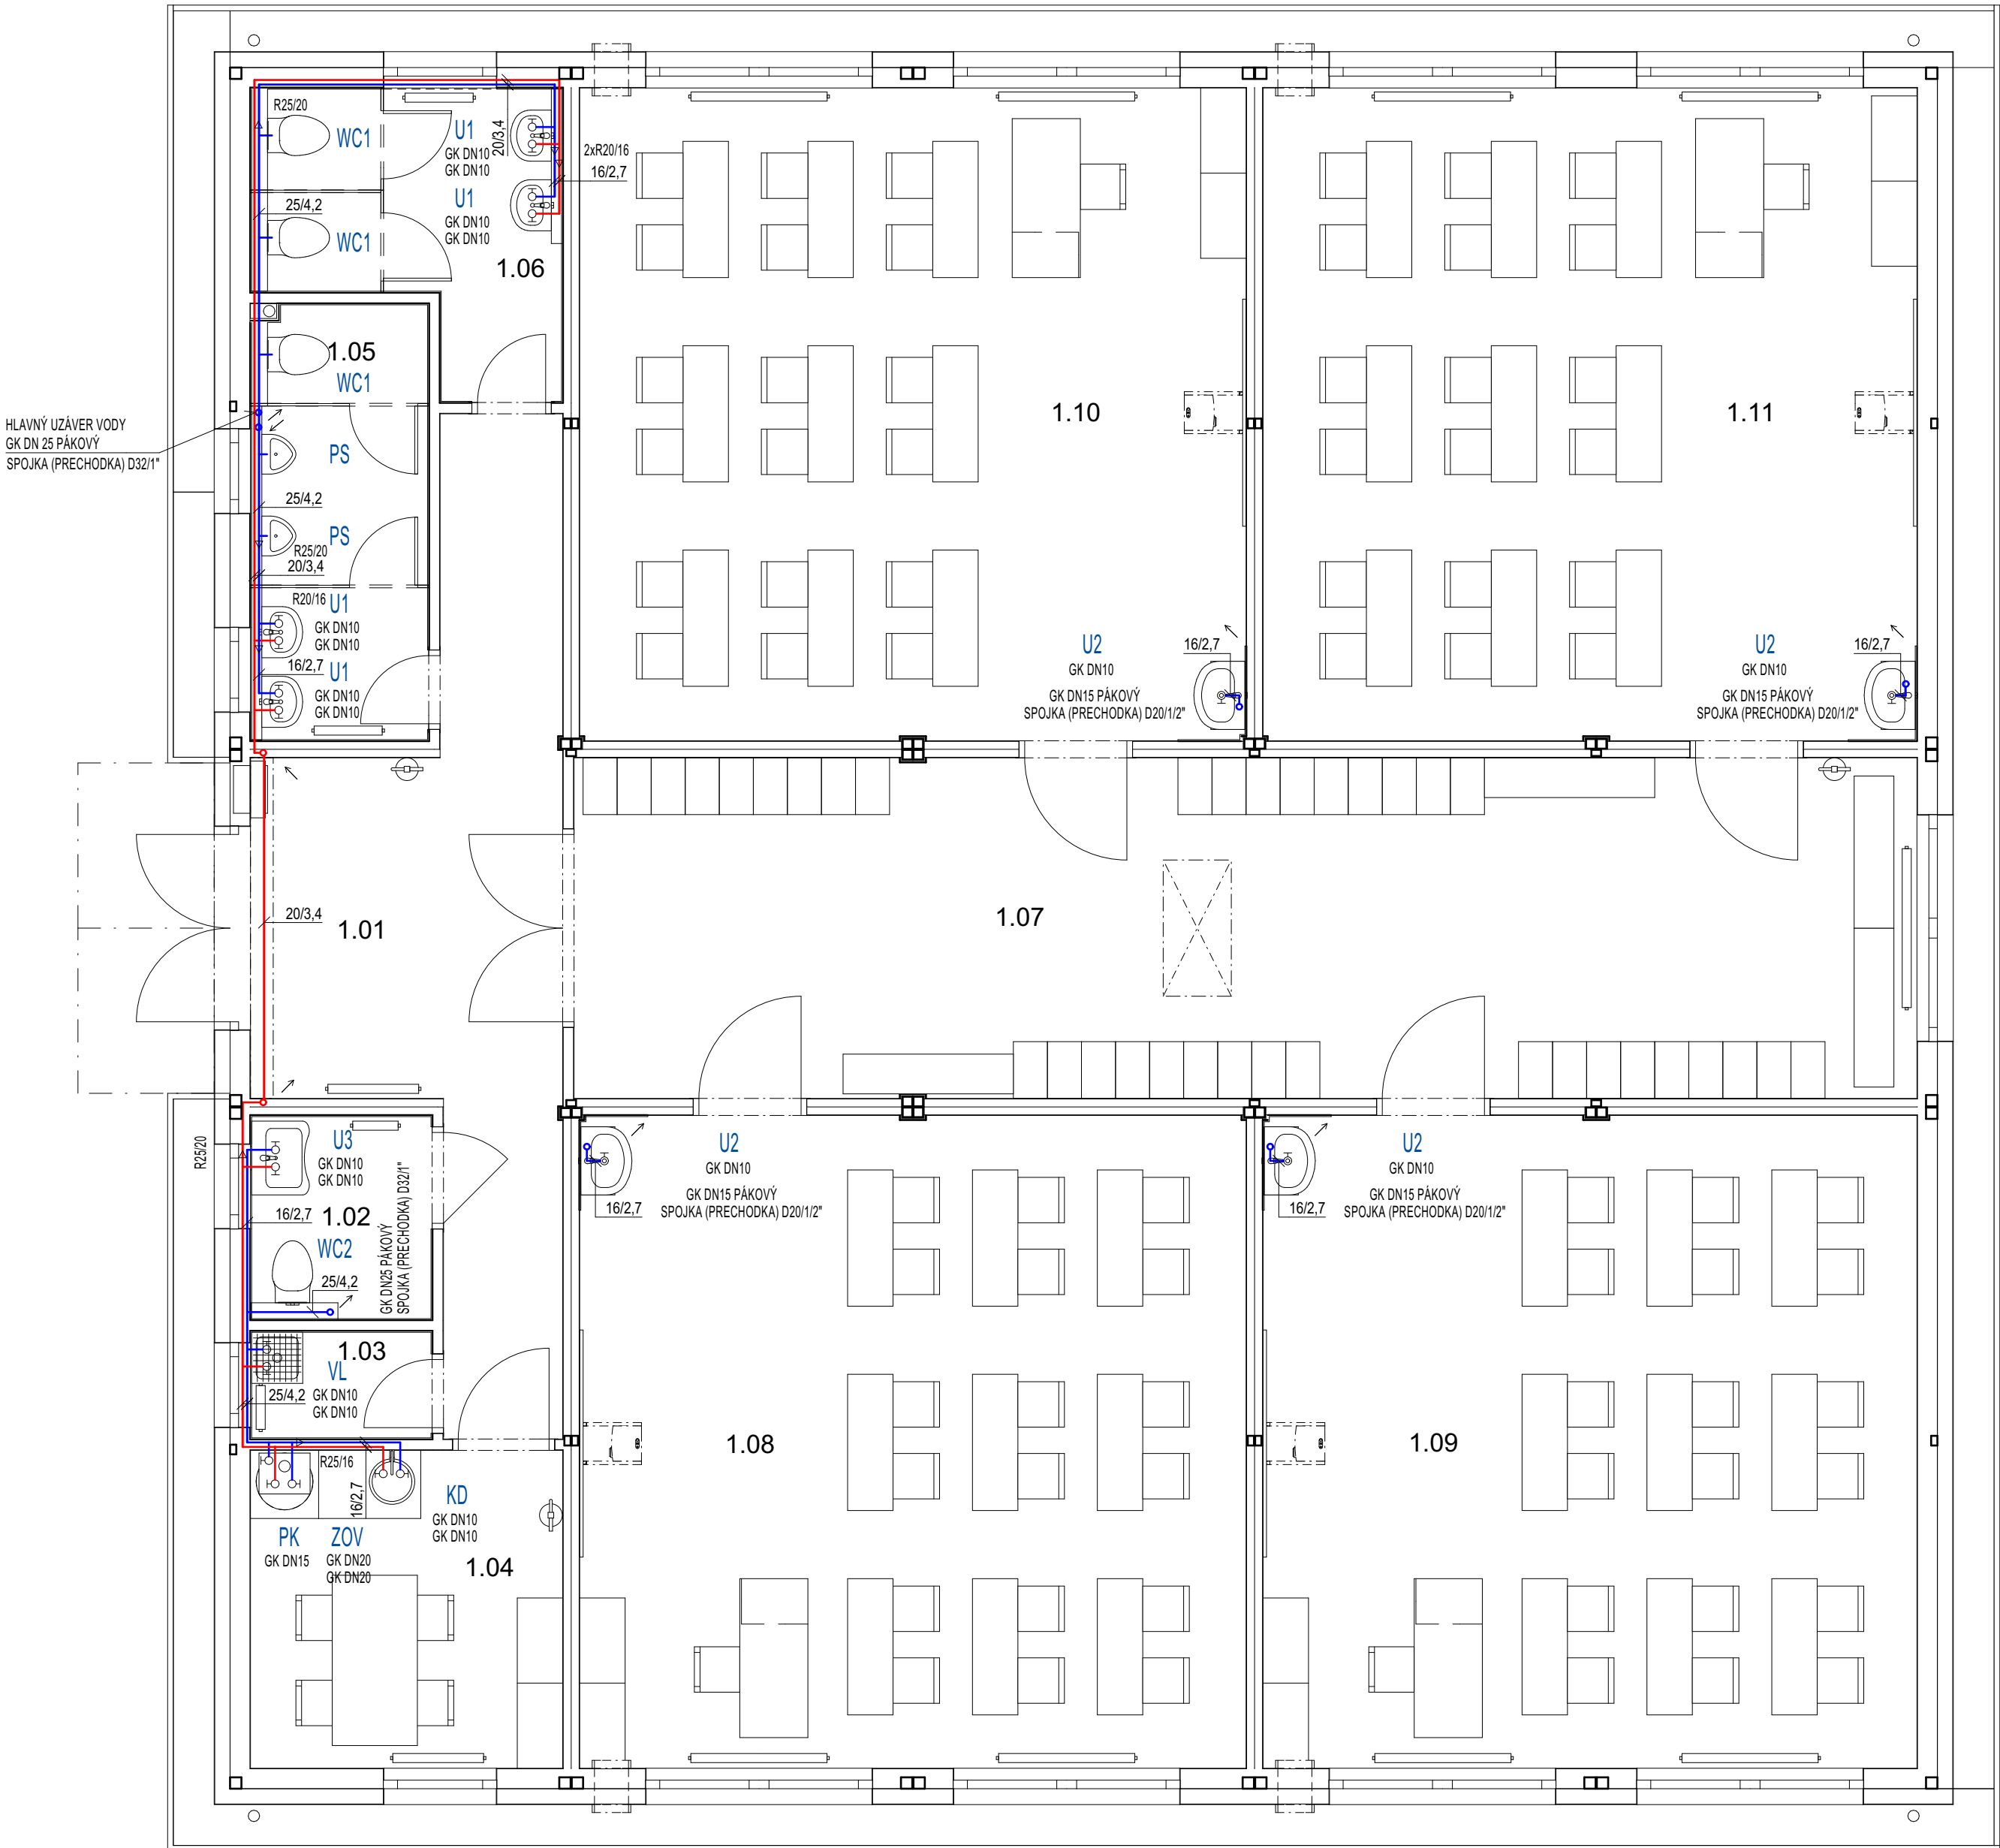 R25/20
WC1
U1
GK DN10
GK DN10
20/3,4
2xR20/16
16/2,7
25/4,2
WC1
U1
GK DN10
GK DN10
1.06
1.05
WC1
HLAVNÝ UZÁVER VODY
GK DN 25 PÁKOVÝ
SPOJKA (PRECHODKA) D32/1"
PS
25/4,2
PS
R25/20
20/3,4
R20/16
U1
GK DN10
GK DN10
16/2,7
U1
GK DN10
GK DN10
1.10
U2
GK DN10
GK DN15 PÁKOVÝ
SPOJKA (PRECHODKA) D20/1/2"
16/2,7
1.11
U2
GK DN10
GK DN15 PÁKOVÝ
SPOJKA (PRECHODKA) D20/1/2"
16/2,7
20/3,4
1.01
1.07
R25/20
U3
GK DN10
GK DN10
16/2,7
1.02
WC2
25/4,2
GK DN25 PÁKOVÝ
SPOJKA (PRECHODKA) D32/1"
1.03
VL
25/4,2
GK DN10
GK DN10
R25/16
16/2,7
KD
GK DN10
GK DN10
PK
GK DN15
ZOV
GK DN20
GK DN20
1.04
U2
GK DN10
GK DN15 PÁKOVÝ
SPOJKA (PRECHODKA) D20/1/2"
16/2,7
1.08
U2
GK DN10
GK DN15 PÁKOVÝ
SPOJKA (PRECHODKA) D20/1/2"
16/2,7
1.09